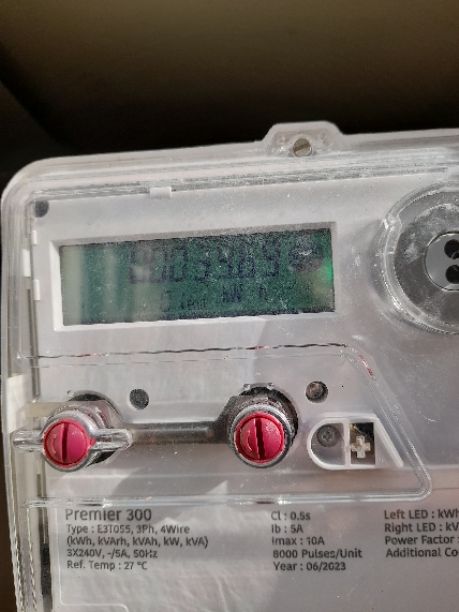 Premier 300
Type : E3T055, 3Ph, 4Wire
(kWh, kVArh, kVAh, kW, kVA)
3X240V, -/5A, 50Hz
Ref. Temp : 27 °C
Cl : 0.5s
Ib : 5A
Imax : 10A
8000 Pulses/Unit
Year : 06/2023
Left LED : kWh
Right LED : kV
Power Factor :
Additional Co